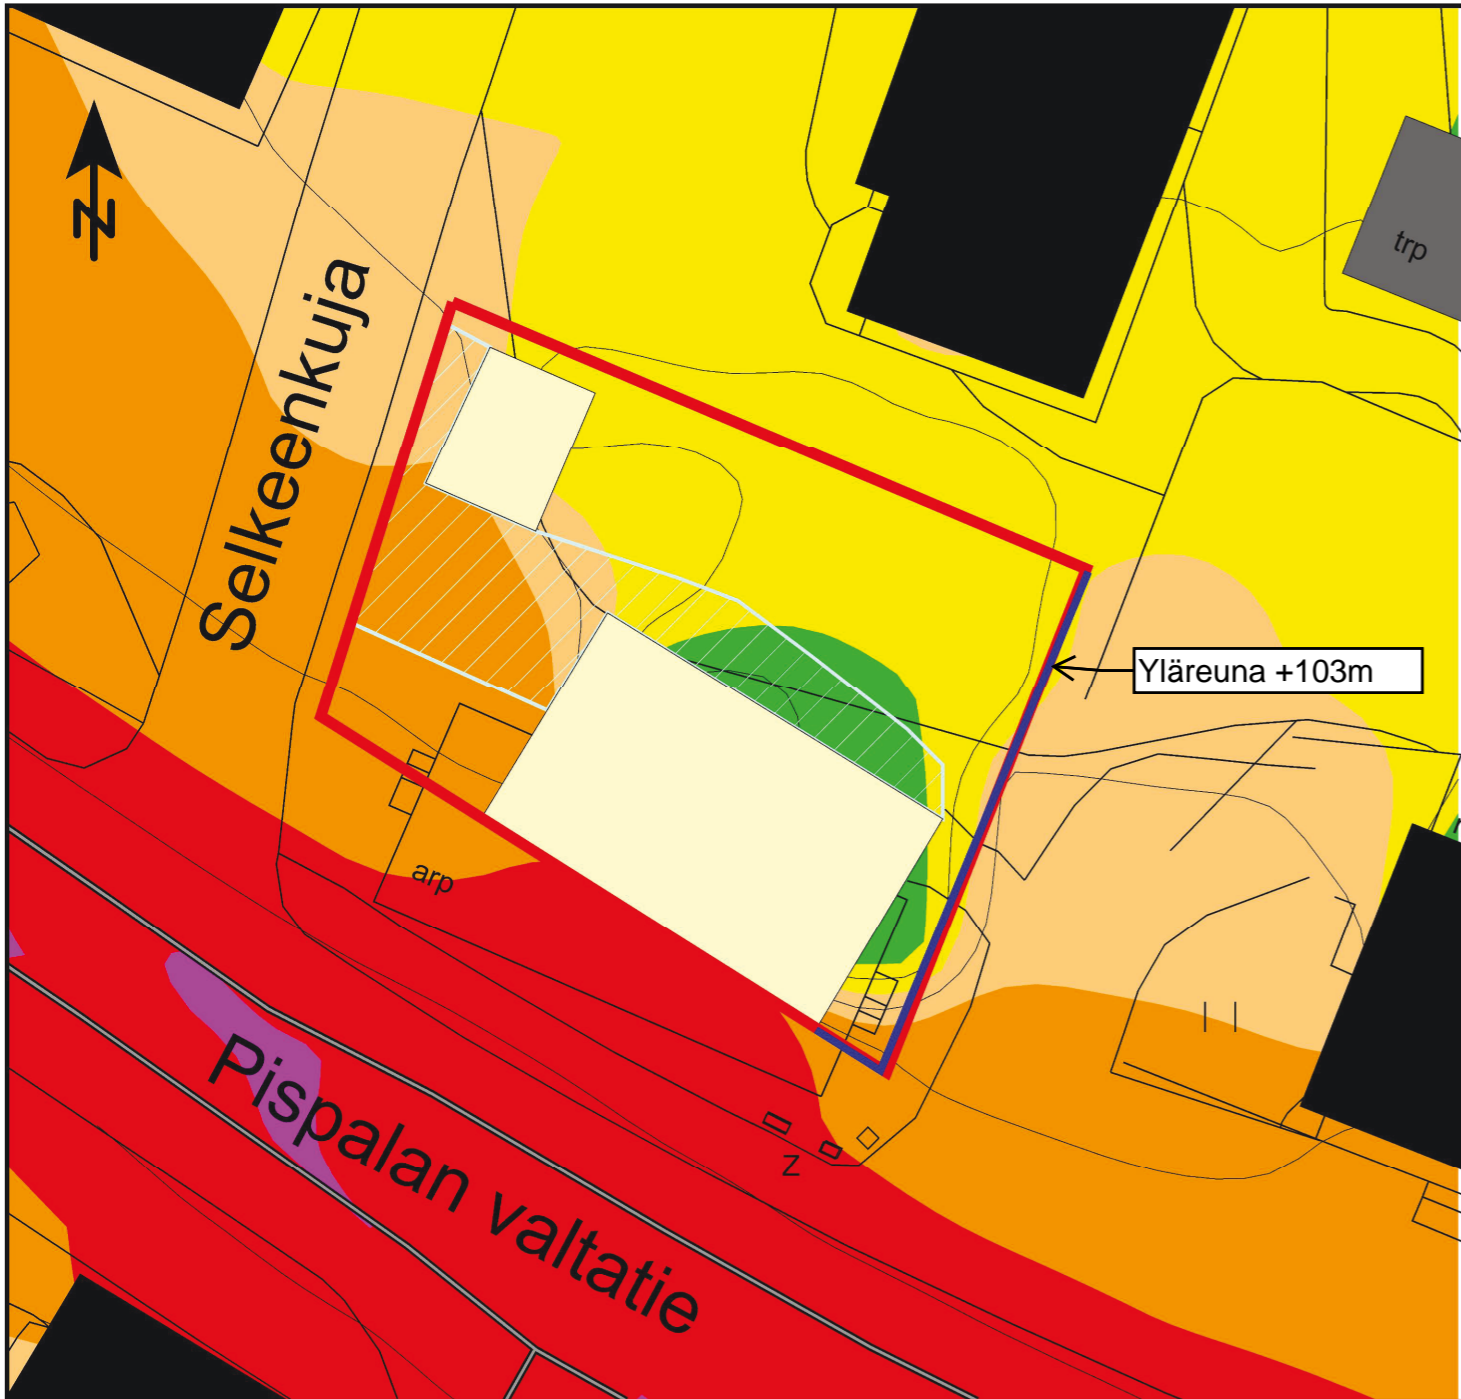 N
trp
Selkeenkuja
Yläreuna +103m
arp
Pispalan valtatie